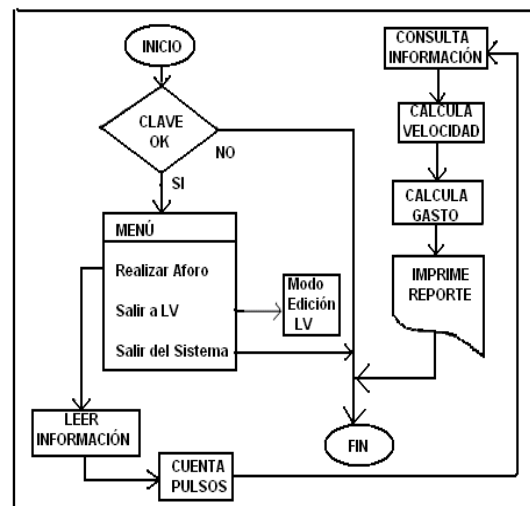 INICIO
CLAVE
OK
NO
SI
MENÚ
Realizar Aforo
Salir a LV
Salir del Sistema
Modo
Edición
LV
LEER
INFORMACIÓN
CUENTA
PULSOS
CONSULTA
INFORMACIÓN
CALCULA
VELOCIDAD
CALCULA
GASTO
IMPRIME
REPORTE
FIN